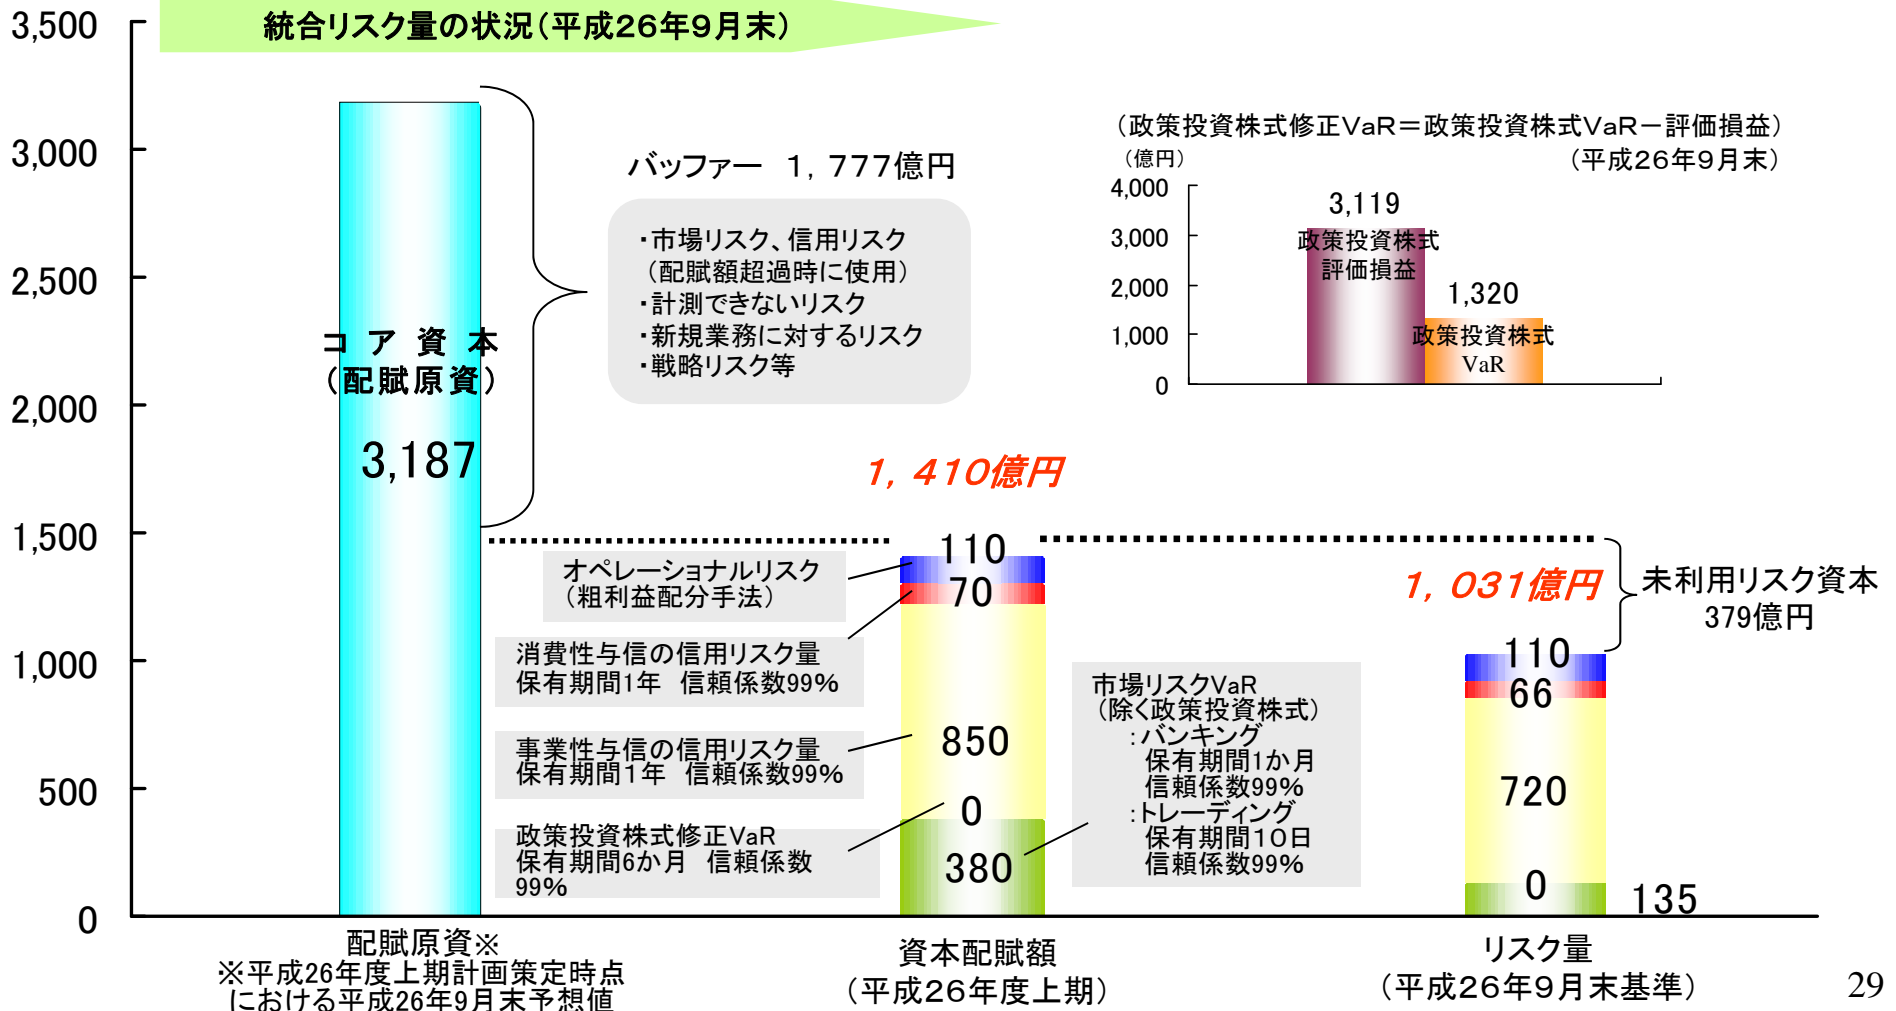 統合リスク量の状況(平成26年9月末)
3,500
3,000
2,500
2,000
1,500
1,000
500
0
コ ア 資 本
(配賦原資)
3,187
バッファー 1,777億円
・市場リスク、信用リスク
(配賦額超過時に使用)
・計測できないリスク
・新規業務に対するリスク
・戦略リスク等
(政策投資株式修正VaR=政策投資株式VaR-評価損益)
(億円)
(平成26年9月末)
4,000
3,000
2,000
1,000
0
3,119
政策投資株式
評価損益
1,320
政策投資株式
VaR
1,410億円
110
70
850
0
380
オペレーショナルリスク
(粗利益配分手法)
消費性与信の信用リスク量
保有期間1年 信頼係数99%
事業性与信の信用リスク量
保有期間1年 信頼係数99%
政策投資株式修正VaR
保有期間6か月 信頼係数
99%
市場リスクVaR
(除く政策投資株式)
:バンキング
保有期間1か月
信頼係数99%
:トレーディング
保有期間10日
信頼係数99%
1,031億円
未利用リスク資本
379億円
110
66
720
0
135
配賦原資※
※平成26年度上期計画策定時点
における平成26年9月末予想値
資本配賦額
(平成26年度上期)
リスク量
(平成26年9月末基準)
29